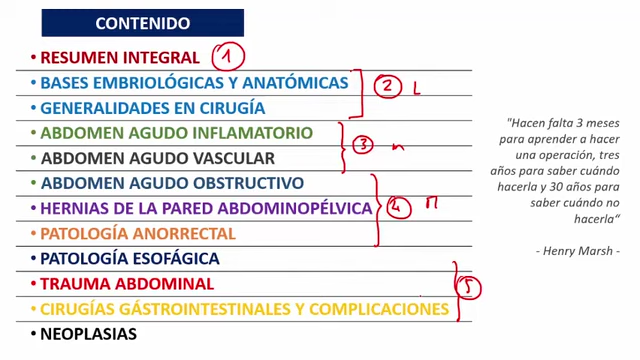 CONTENIDO
• RESUMEN INTEGRAL 1
• BASES EMBRIOLÓGICAS Y ANATÓMICAS
2 L
• GENERALIDADES EN CIRUGÍA
• ABDOMEN AGUDO INFLAMATORIO
3 n
• ABDOMEN AGUDO VASCULAR
• ABDOMEN AGUDO OBSTRUCTIVO
• HERNIAS DE LA PARED ABDOMINOPÉLVICA
• PATOLOGÍA ANORRECTAL
• PATOLOGÍA ESOFÁGICA
• TRAUMA ABDOMINAL
5
• CIRUGÍAS GÁSTROINTESTINALES Y COMPLICACIONES
• NEOPLASIAS
"Hacen falta 3 meses
para aprender a hacer
una operación, tres
años para saber cuándo
hacerla y 30 años para
saber cuándo no
hacerla“
- Henry Marsh -